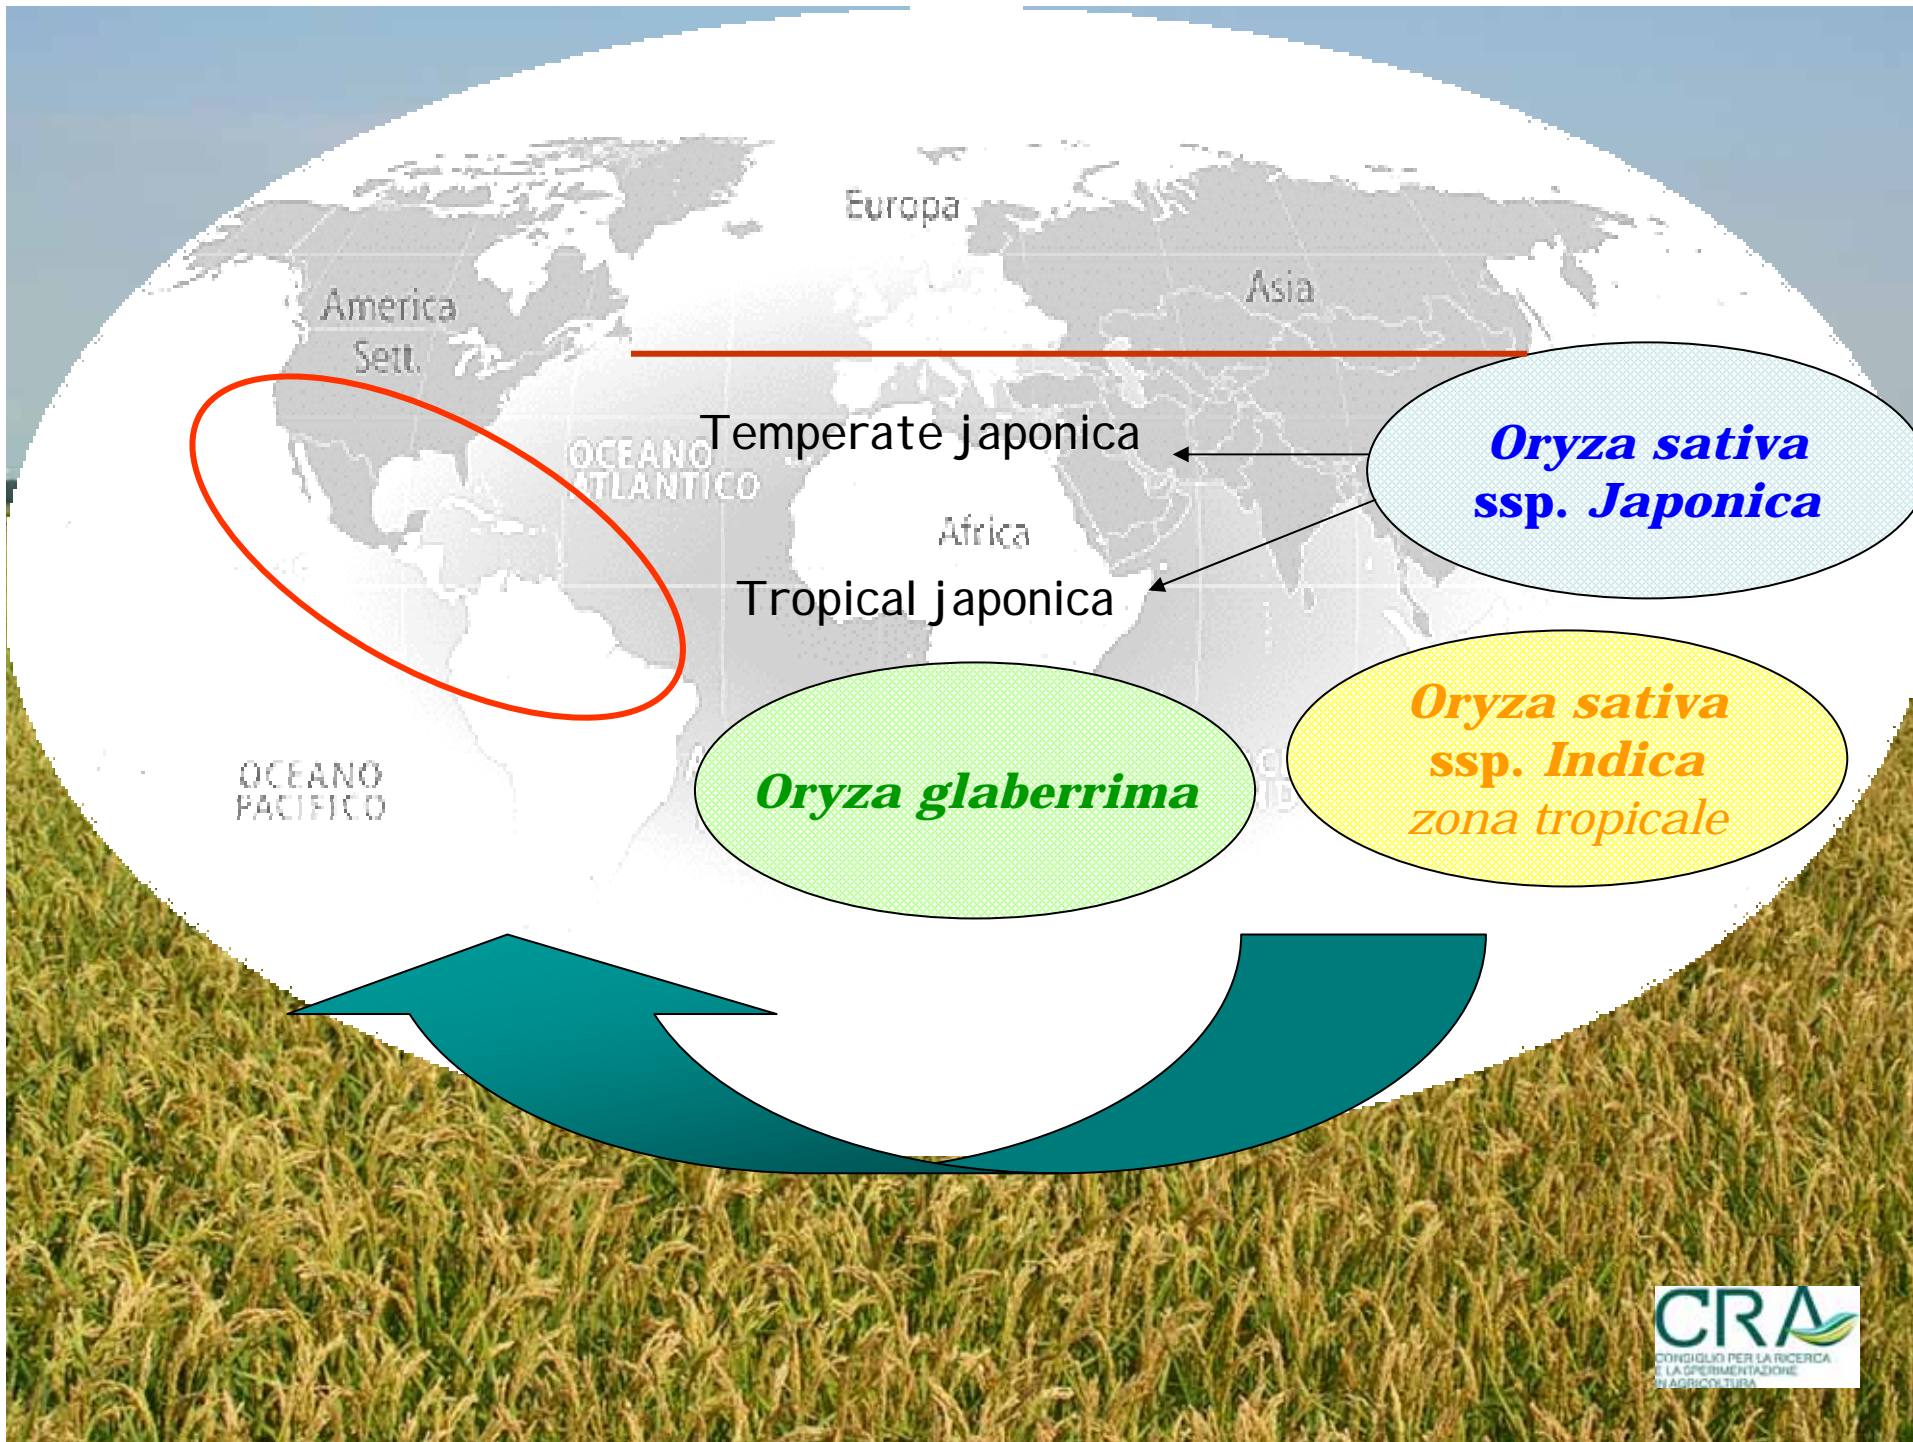 Europa
Asia
America
Sett.
Temperate japonica
OCEANO
ATLANTICO
Oryza sativa
ssp. Japonica
Africa
Tropical japonica
Oryza sativa
ssp. Indica
zona tropicale
Oryza glaberrima
OCEANO
PACIFICO
CRA
CONSIGLIO PER LA RICERCA
E LA SPERIMENTAZIONE
IN AGRICOLTURA